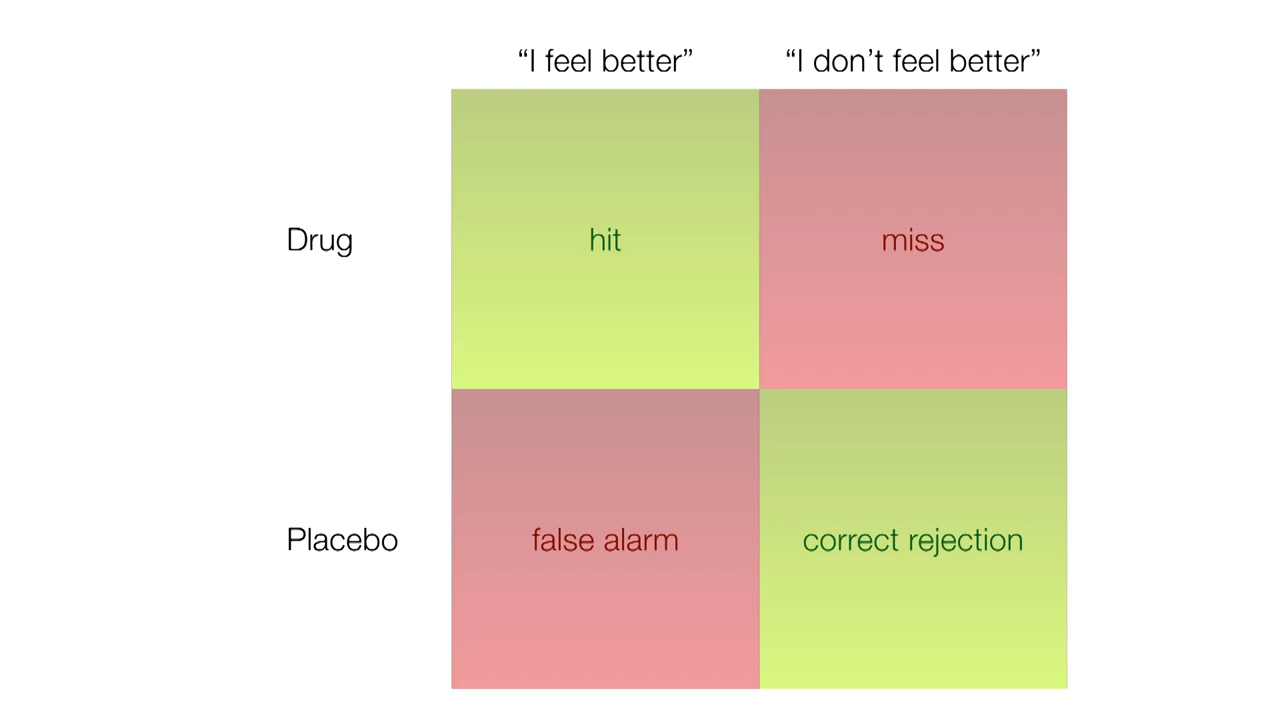 “I feel better”
“I don’t feel better”
Drug
hit
miss
Placebo
false alarm
correct rejection